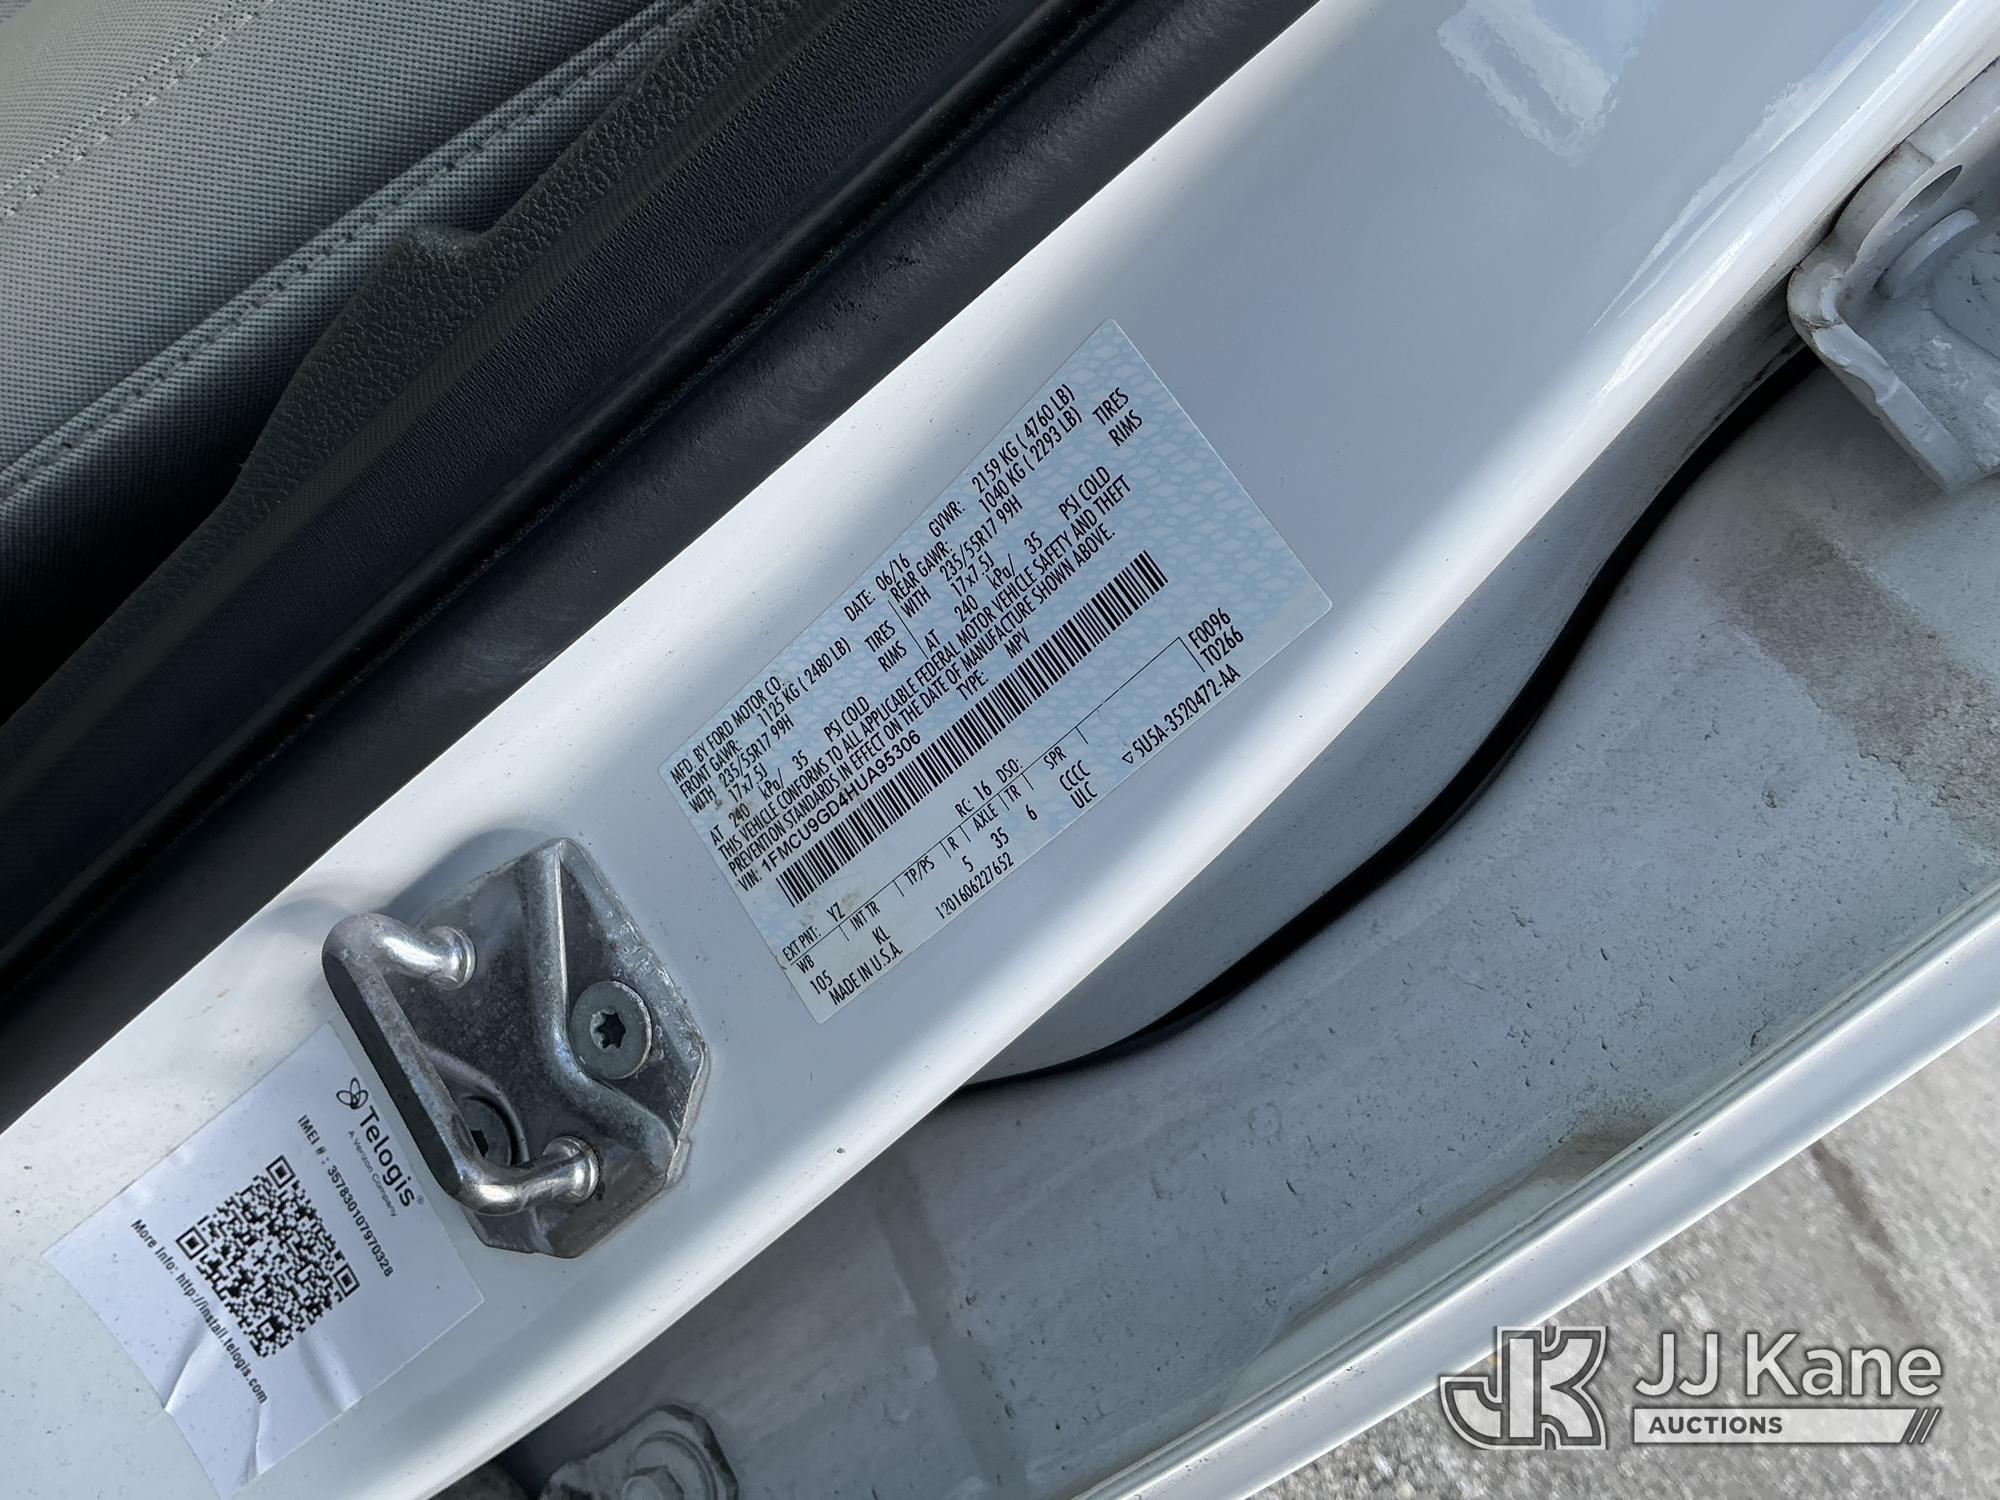 MFD. BY FORD MOTOR CO. DATE: 06/16 GVWR: 2159 KG ( 4760 LB)
FRONT GAWR: 1125 KG ( 2480 LB) REAR GAWR: 1040 KG ( 2293 LB)
WITH 235/55R17 99H TIRES WITH 235/55R17 99H TIRES
17x7.5J RIMS 17x7.5J RIMS
AT 240 kPa/ 35 PSI COLD AT 240 kPa/ 35 PSI COLD
THIS VEHICLE CONFORMS TO ALL APPLICABLE FEDERAL MOTOR VEHICLE SAFETY AND THEFT
PREVENTION STANDARDS IN EFFECT ON THE DATE OF MANUFACTURE SHOWN ABOVE.
VIN: 1FMCU9GD4HUA95306 TYPE: MPV
EXT PNT: YZ RC: 16 DSO: F0096
WB INT TR TP/PS R AXLE TR SPR T0266
105 KL 5 35 6 CCCC
MADE IN U.S.A 1201606227652 ULC 5U5A-3520472-AA
Telogis®
A Verizon Company
IMEI # : 357830107970328
More Info: http://install.telogis.com
JK JJ Kane
AUCTIONS